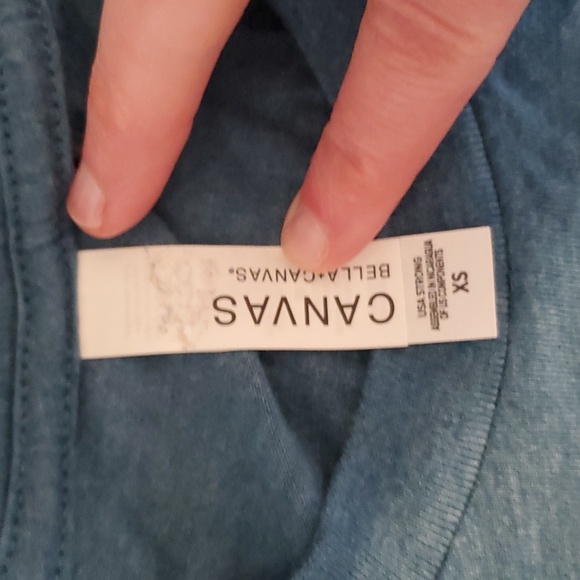 CANVAS
BELLA+CANVAS®
USA STRONG
ASSEMBLED IN NICARAGUA
OF US COMPONENTS
XS